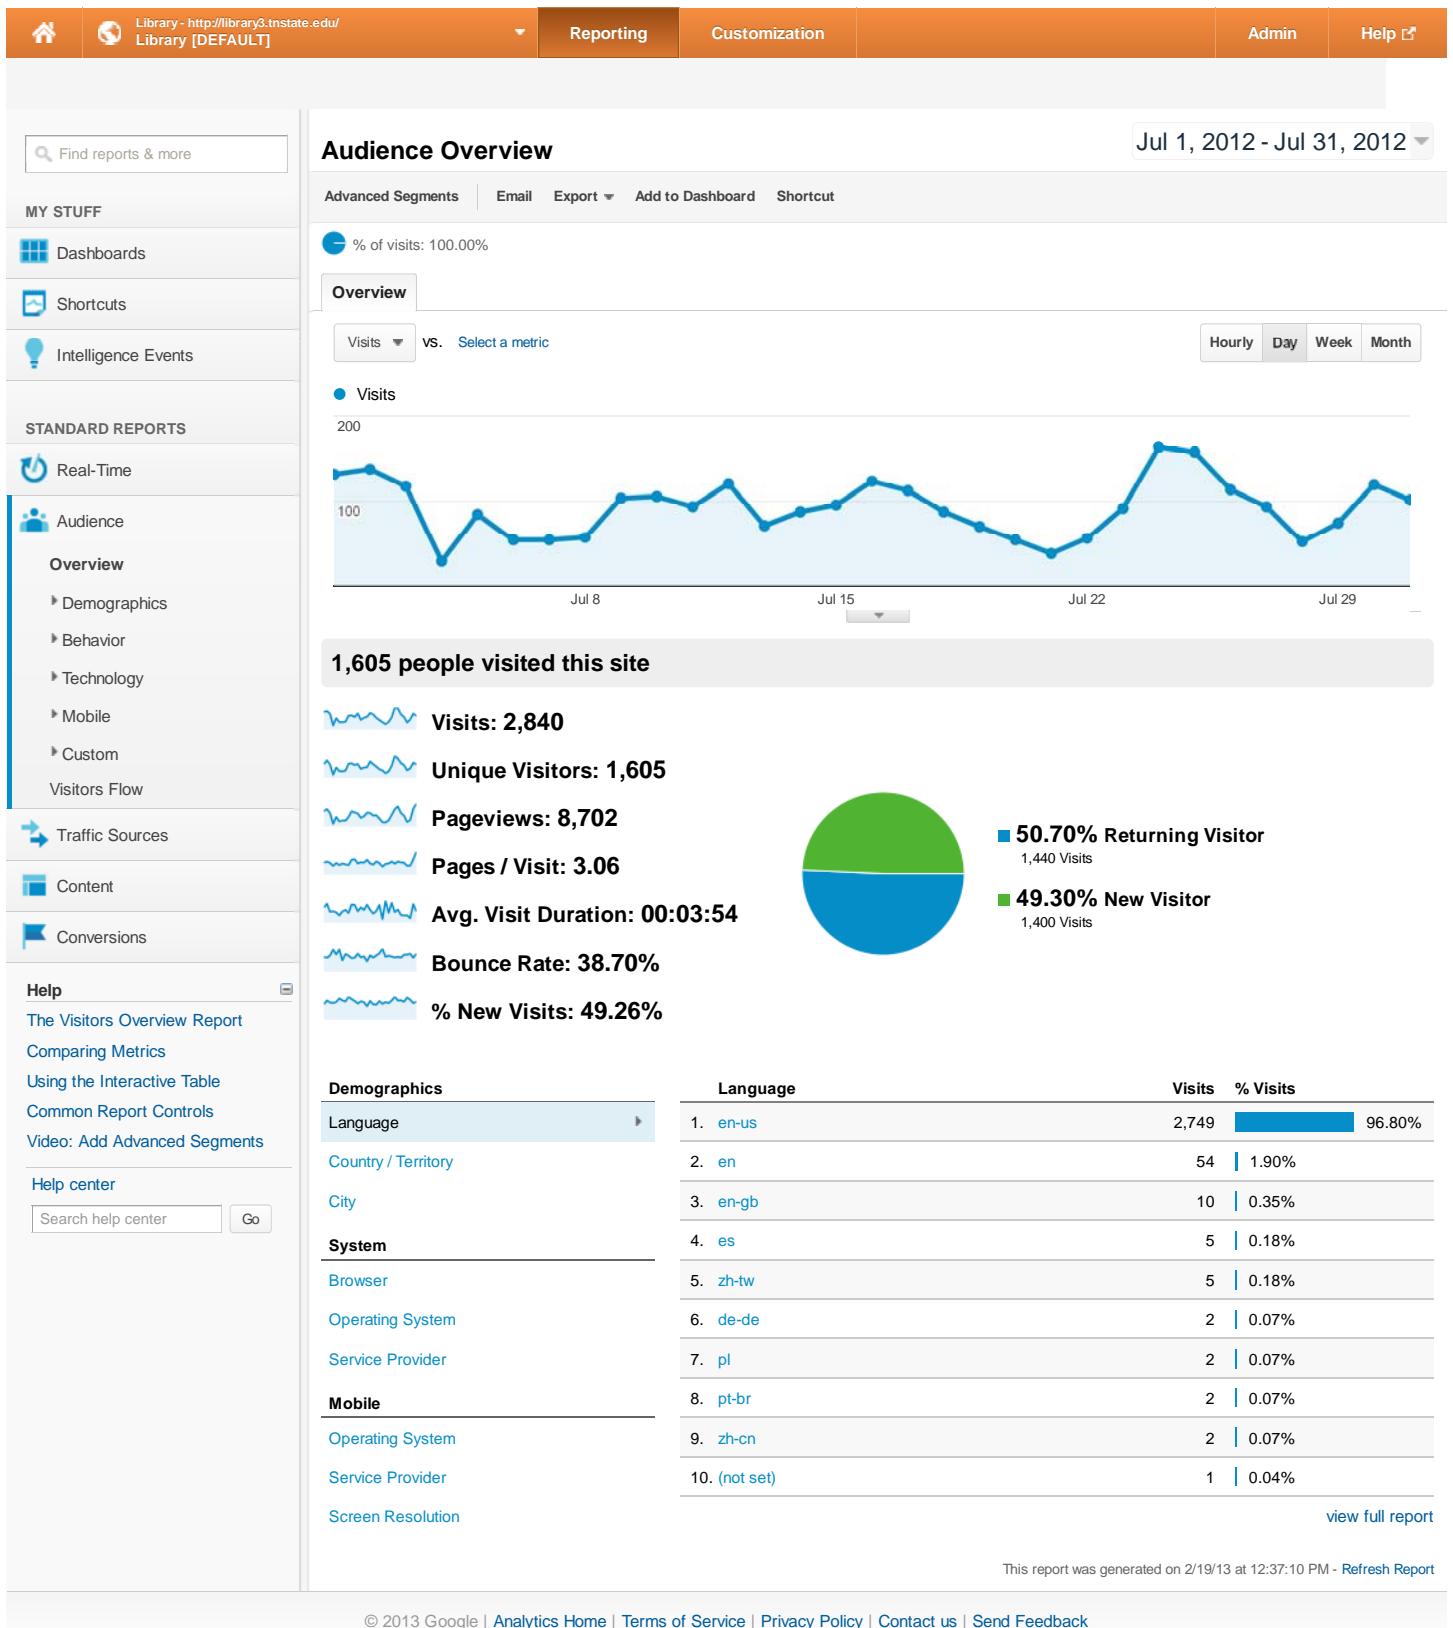 Library - http://library3.tnstate.edu/
Library [DEFAULT]
Reporting
Customization
Admin
Help
Find reports & more
MY STUFF
Dashboards
Shortcuts
Intelligence Events
STANDARD REPORTS
Real-Time
Audience
Overview
Demographics
Behavior
Technology
Mobile
Custom
Visitors Flow
Traffic Sources
Content
Conversions
Help
The Visitors Overview Report
Comparing Metrics
Using the Interactive Table
Common Report Controls
Video: Add Advanced Segments
Help center
Search help center Go
Audience Overview
Jul 1, 2012 - Jul 31, 2012
Advanced Segments Email Export Add to Dashboard Shortcut
% of visits: 100.00%
Overview
Visits vs. Select a metric
Hourly Day Week Month
Visits
200
100
Jul 8 Jul 15 Jul 22 Jul 29
1,605 people visited this site
Visits: 2,840
Unique Visitors: 1,605
Pageviews: 8,702
Pages / Visit: 3.06
Avg. Visit Duration: 00:03:54
Bounce Rate: 38.70%
% New Visits: 49.26%
50.70% Returning Visitor
1,440 Visits
49.30% New Visitor
1,400 Visits
Demographics
Language
Country / Territory
City
System
Browser
Operating System
Service Provider
Mobile
Operating System
Service Provider
Screen Resolution
Language Visits % Visits
1. en-us 2,749 96.80%
2. en 54 1.90%
3. en-gb 10 0.35%
4. es 5 0.18%
5. zh-tw 5 0.18%
6. de-de 2 0.07%
7. pl 2 0.07%
8. pt-br 2 0.07%
9. zh-cn 2 0.07%
10. (not set) 1 0.04%
view full report
This report was generated on 2/19/13 at 12:37:10 PM - Refresh Report
© 2013 Google | Analytics Home | Terms of Service | Privacy Policy | Contact us | Send Feedback